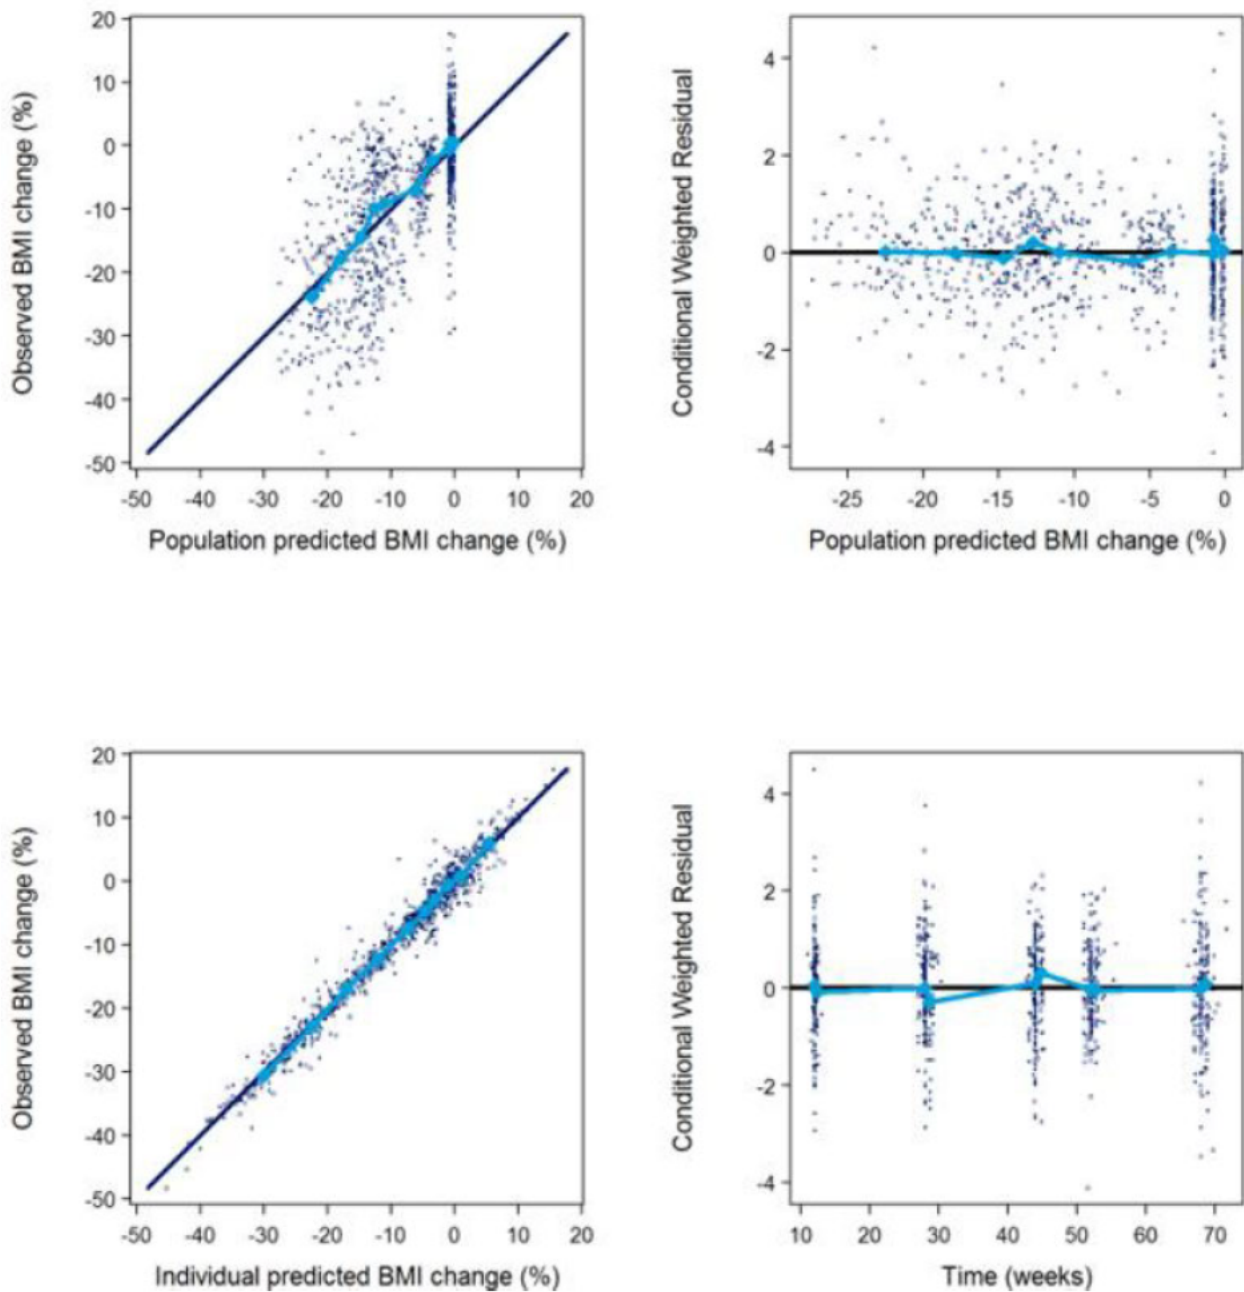 20
10
0
-10
-20
-30
-40
-50
Observed BMI change (%)
-50 -40 -30 -20 -10 0 10 20
Population predicted BMI change (%)
4
2
0
-2
-4
Conditional Weighted Residual
-25 -20 -15 -10 -5 0
Population predicted BMI change (%)
20
10
0
-10
-20
-30
-40
-50
Observed BMI change (%)
-50 -40 -30 -20 -10 0 10 20
Individual predicted BMI change (%)
4
2
0
-2
-4
Conditional Weighted Residual
10 20 30 40 50 60 70
Time (weeks)